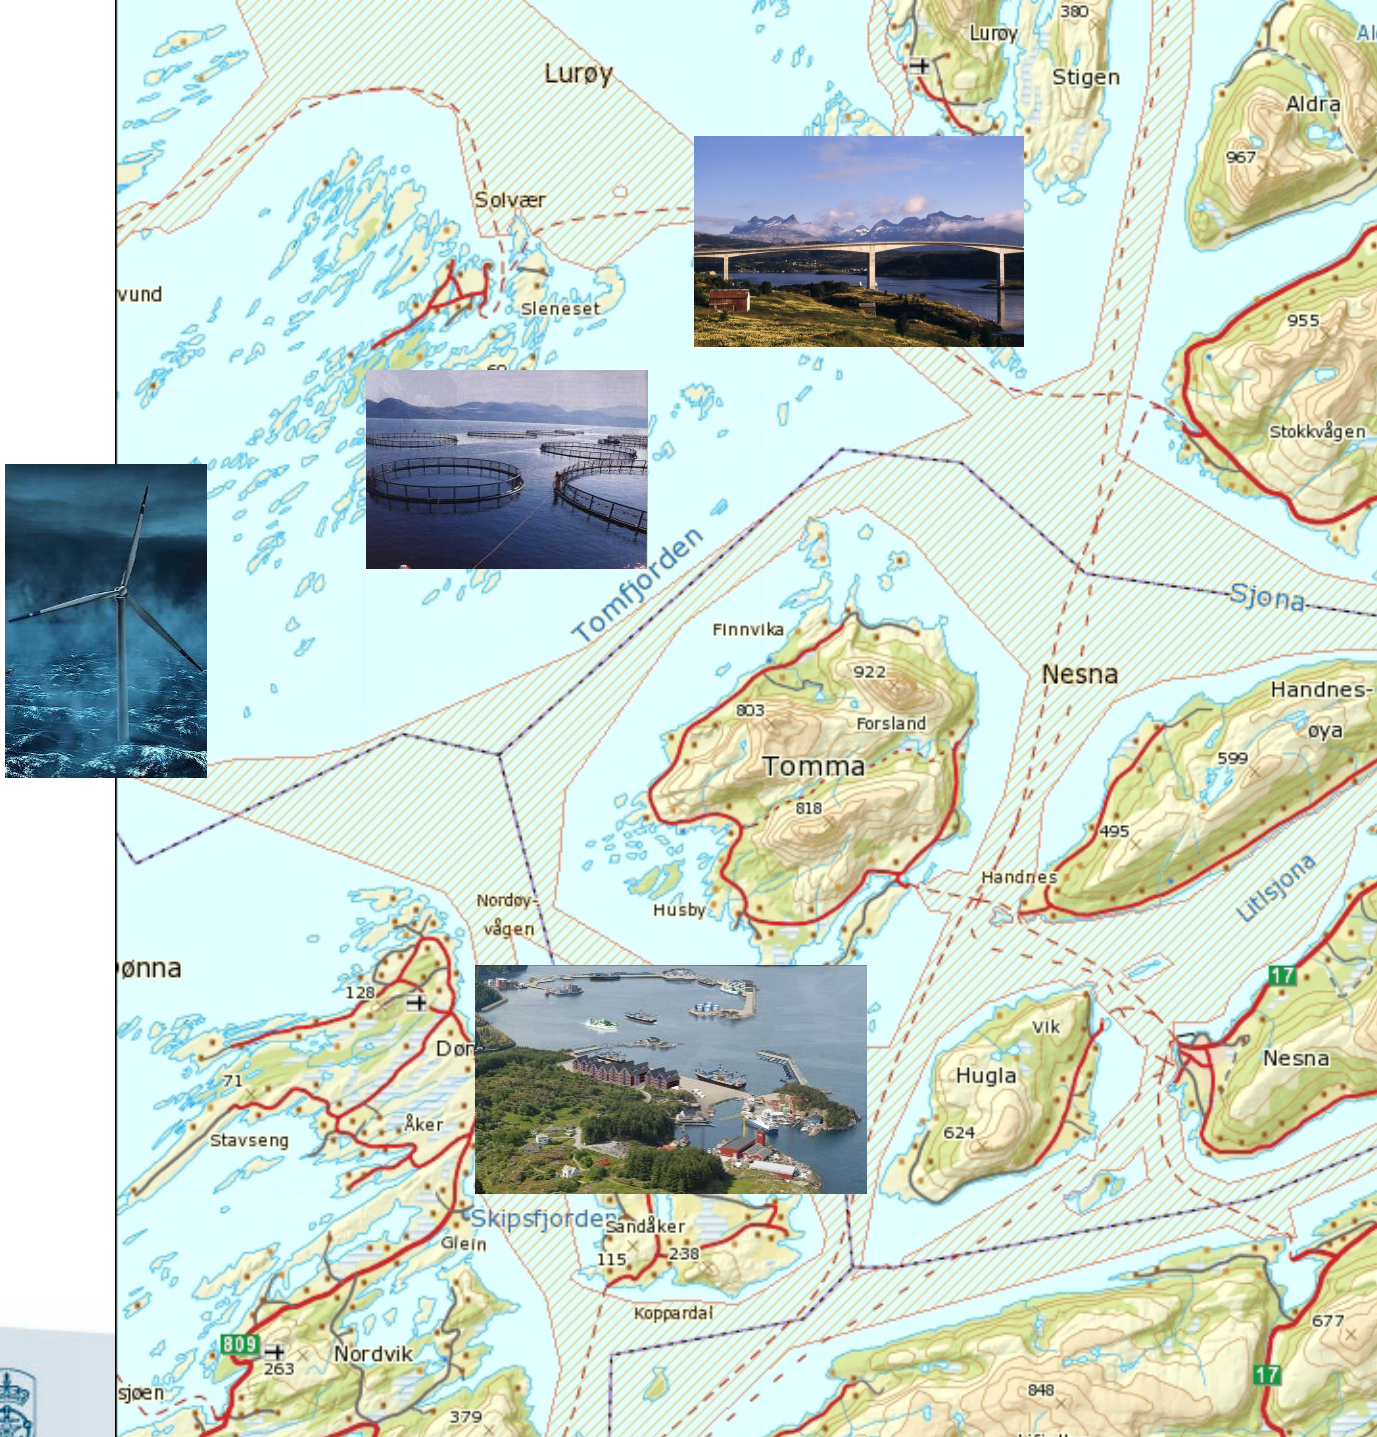 380
Lurøy
Lurøy
Stigen
Aldra
967
Solvær
vund
Sleneset
955
Stokkvågen
Tomfjorden
Sjona
Finnvika
922
Nesna
Handnes-
øya
803
Forsland
Tomma
599
818
495
Handnes
Litlsjona
Nordøy-
vågen
Husby
ønna
17
128
Vik
Døn
Nesna
Hugla
71
Åker
624
Stavseng
Skipsfjorden
Sandåker
Glein
115
238
Koppardal
677
809
263
Nordvik
17
sjøen
848
379